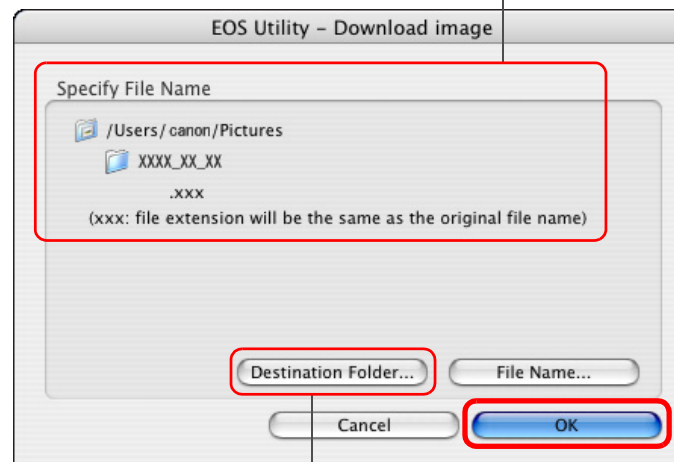 EOS Utility – Download image
Specify File Name
/Users/canon/Pictures
XXXX_XX_XX
.xxx
(xxx: file extension will be the same as the original file name)
Destination Folder...
File Name...
Cancel
OK